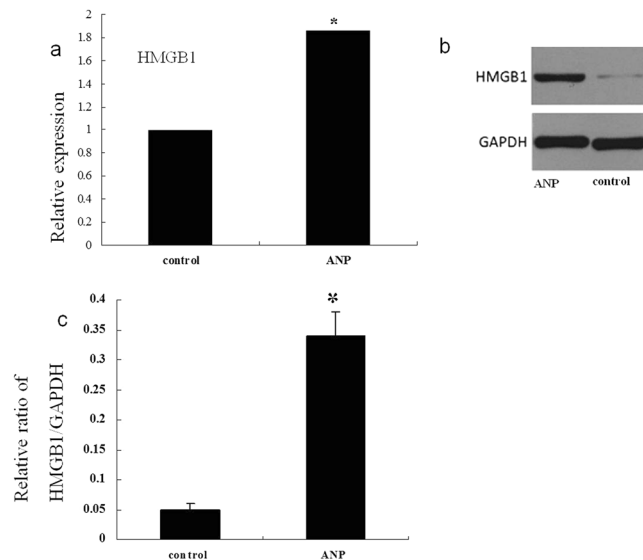 a
HMGB1
*
Relative expression
2
1.8
1.6
1.4
1.2
1
0.8
0.6
0.4
0.2
0
control ANP
b
HMGB1
GAPDH
ANP control
c
*
Relative ratio of
HMGB1/GAPDH
0.4
0.35
0.3
0.25
0.2
0.15
0.1
0.05
0
control ANP